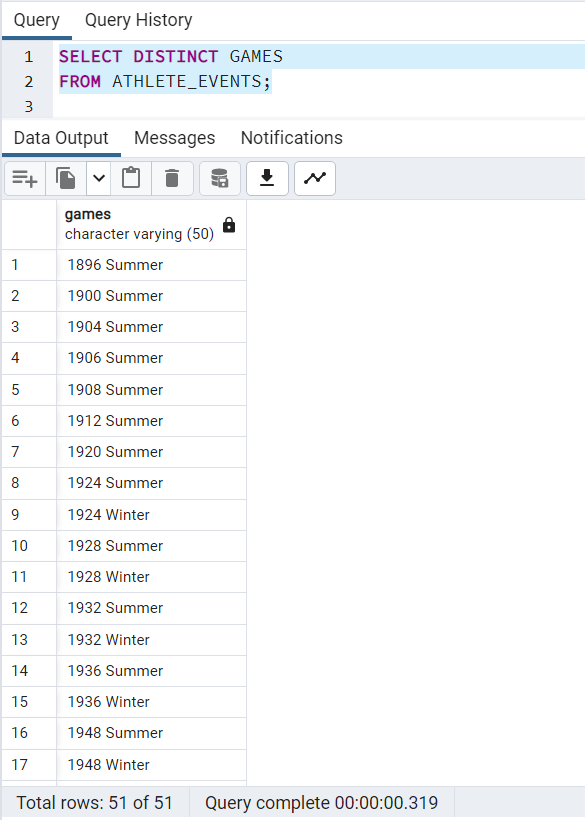 Query Query History
1 SELECT DISTINCT GAMES
2 FROM ATHLETE_EVENTS;
3
Data Output Messages Notifications
games
character varying (50)
1 1896 Summer
2 1900 Summer
3 1904 Summer
4 1906 Summer
5 1908 Summer
6 1912 Summer
7 1920 Summer
8 1924 Summer
9 1924 Winter
10 1928 Summer
11 1928 Winter
12 1932 Summer
13 1932 Winter
14 1936 Summer
15 1936 Winter
16 1948 Summer
17 1948 Winter
Total rows: 51 of 51 Query complete 00:00:00.319